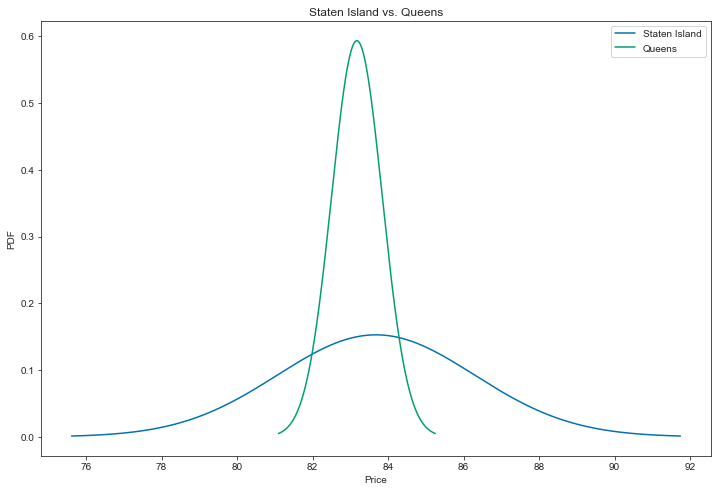 Staten Island vs. Queens
Staten Island
Queens
0.6
0.5
0.4
0.3
0.2
0.1
0.0
PDF
76 78 80 82 84 86 88 90 92
Price